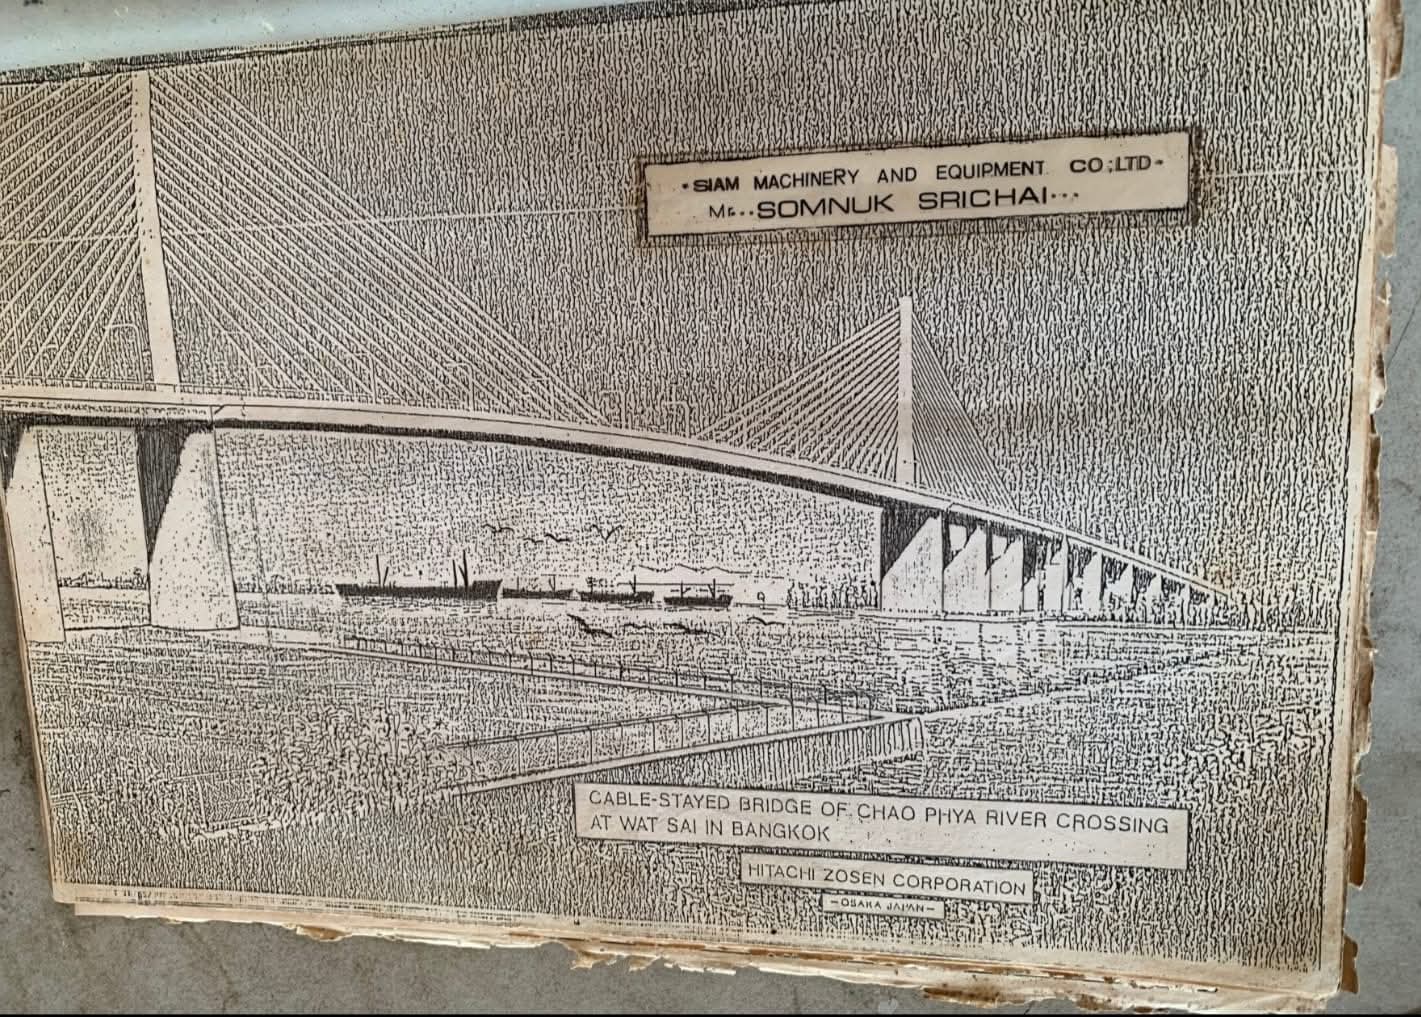 ·SIAM MACHINERY AND EQUIPMENT. CO;LTD·
Mr...SOMNUK SRICHAI...
CABLE-STAYED BRIDGE OF CHAO PHYA RIVER CROSSING
AT WAT SAI IN BANGKOK
HITACHI ZOSEN CORPORATION
-OSAKA JAPAN-